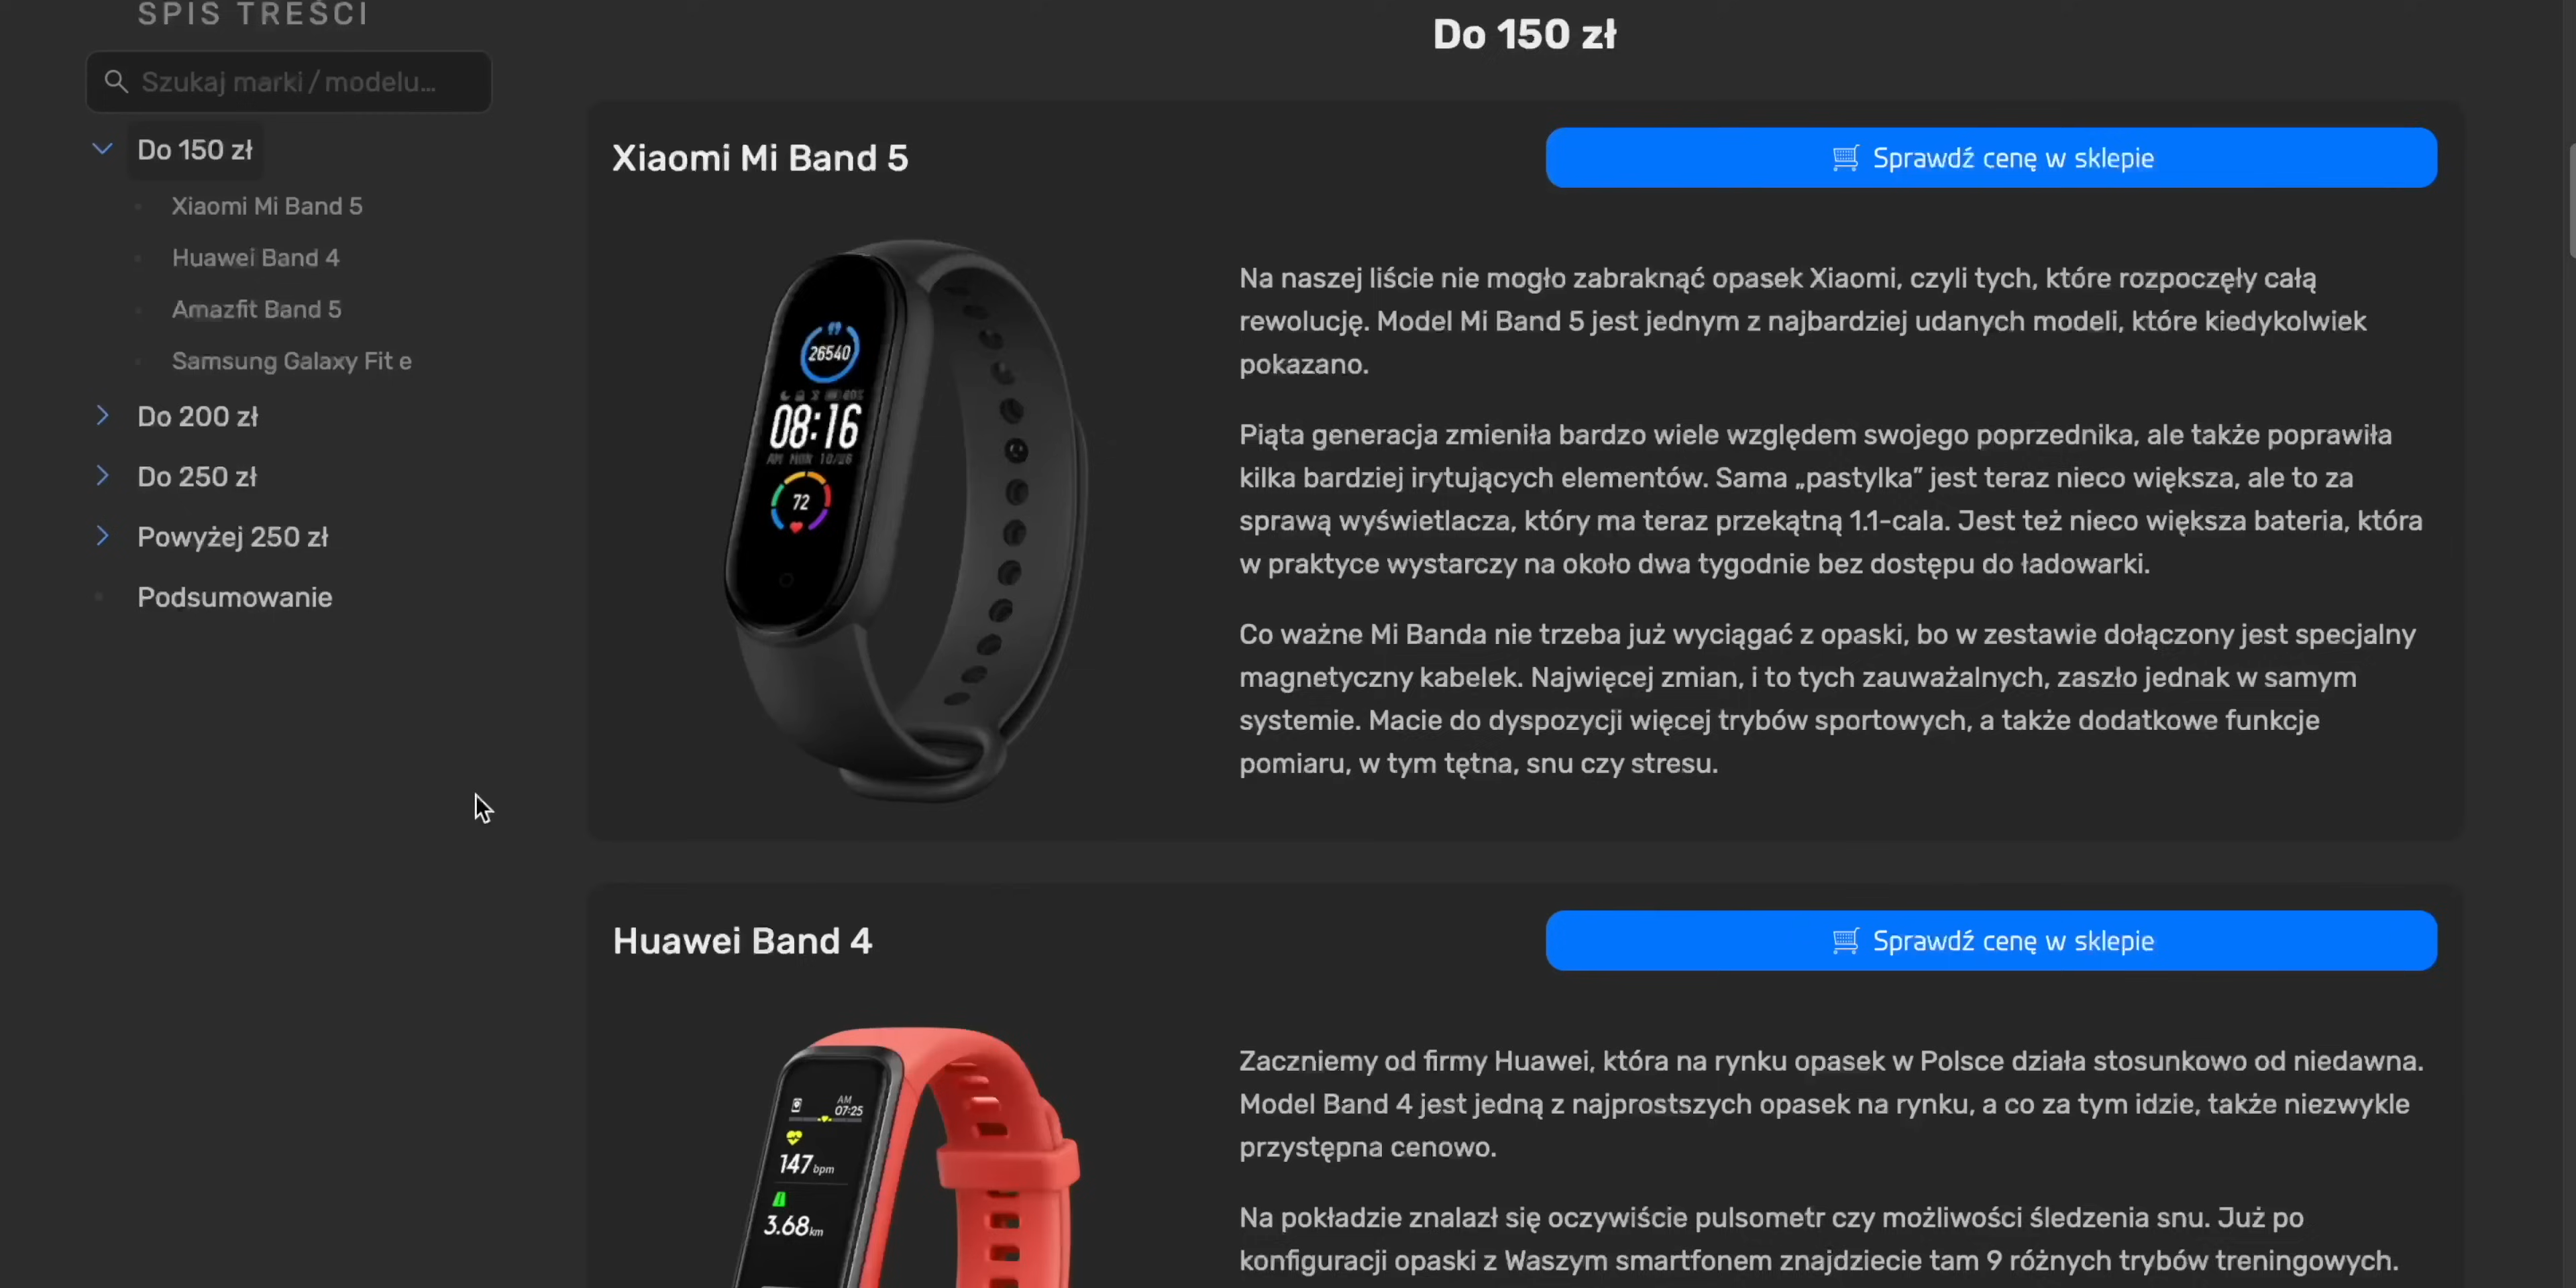 SPIS TREŚCI
Szukaj marki / modelu...
Do 150 zł
Xiaomi Mi Band 5
Huawei Band 4
Amazfit Band 5
Samsung Galaxy Fit e
Do 200 zł
Do 250 zł
Powyżej 250 zł
Podsumowanie
Do 150 zł
Xiaomi Mi Band 5
Sprawdź cenę w sklepie
26540
80%
08:16
AM MON 10/06
72
Na naszej liście nie mogło zabraknąć opasek Xiaomi, czyli tych, które rozpoczęły całą
rewolucję. Model Mi Band 5 jest jednym z najbardziej udanych modeli, które kiedykolwiek
pokazano.
Piąta generacja zmieniła bardzo wiele względem swojego poprzednika, ale także poprawiła
kilka bardziej irytujących elementów. Sama „pastylka” jest teraz nieco większa, ale to za
sprawą wyświetlacza, który ma teraz przekątną 1.1-cala. Jest też nieco większa bateria, która
w praktyce wystarczy na około dwa tygodnie bez dostępu do ładowarki.
Co ważne Mi Banda nie trzeba już wyciągać z opaski, bo w zestawie dołączony jest specjalny
magnetyczny kabelek. Najwięcej zmian, i to tych zauważalnych, zaszło jednak w samym
systemie. Macie do dyspozycji więcej trybów sportowych, a także dodatkowe funkcje
pomiaru, w tym tętna, snu czy stresu.
Huawei Band 4
Sprawdź cenę w sklepie
AM
07:25
147 bpm
3.68 km
Zaczniemy od firmy Huawei, która na rynku opasek w Polsce działa stosunkowo od niedawna.
Model Band 4 jest jedną z najprostszych opasek na rynku, a co za tym idzie, także niezwykle
przystępna cenowo.
Na pokładzie znalazł się oczywiście pulsometr czy możliwości śledzenia snu. Już po
konfiguracji opaski z Waszym smartfonem znajdziecie tam 9 różnych trybów treningowych.